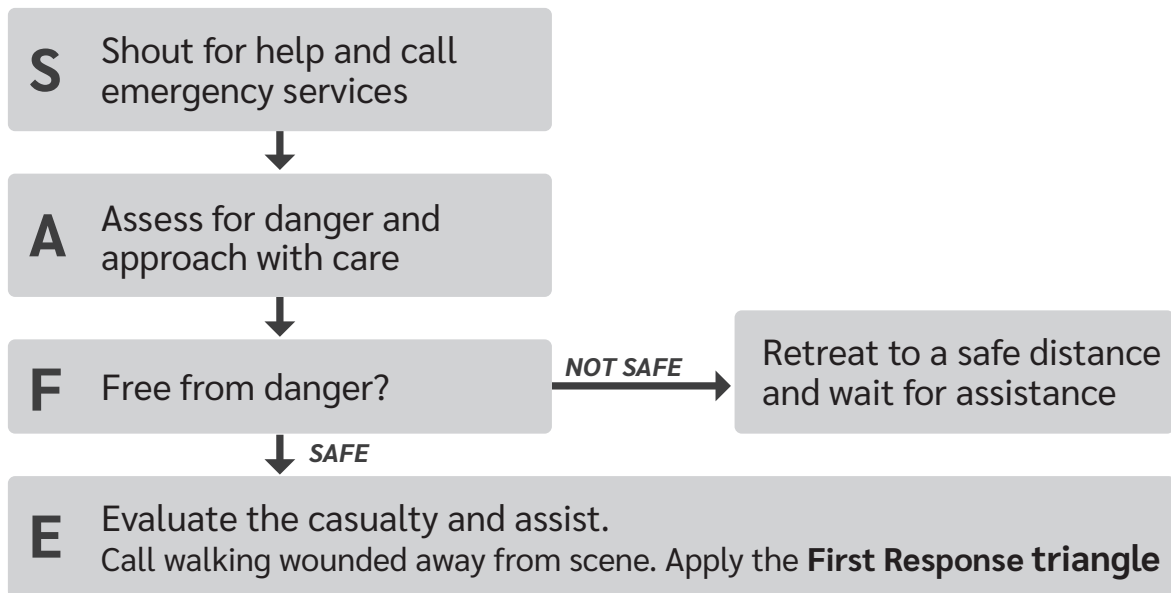 S
Shout for help and call
emergency services
A
Assess for danger and
approach with care
F
Free from danger?
NOT SAFE
Retreat to a safe distance
and wait for assistance
SAFE
E
Evaluate the casualty and assist.
Call walking wounded away from scene. Apply the First Response triangle